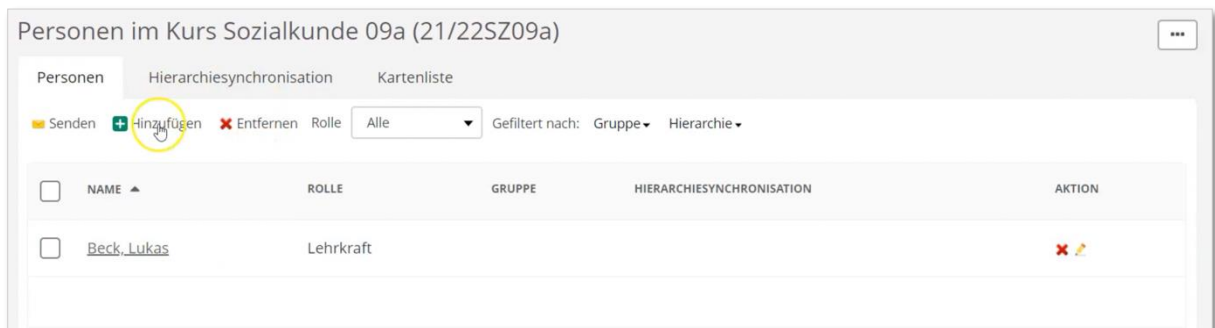 Personen im Kurs Sozialkunde 09a (21/22SZ09a)
Personen Hierarchiesynchronisation Kartenliste
Senden Hinzufügen Entfernen Rolle Alle Gefiltert nach: Gruppe Hierarchie
NAME ROLLE GRUPPE HIERARCHIESYNCHRONISATION AKTION
Beck, Lukas Lehrkraft